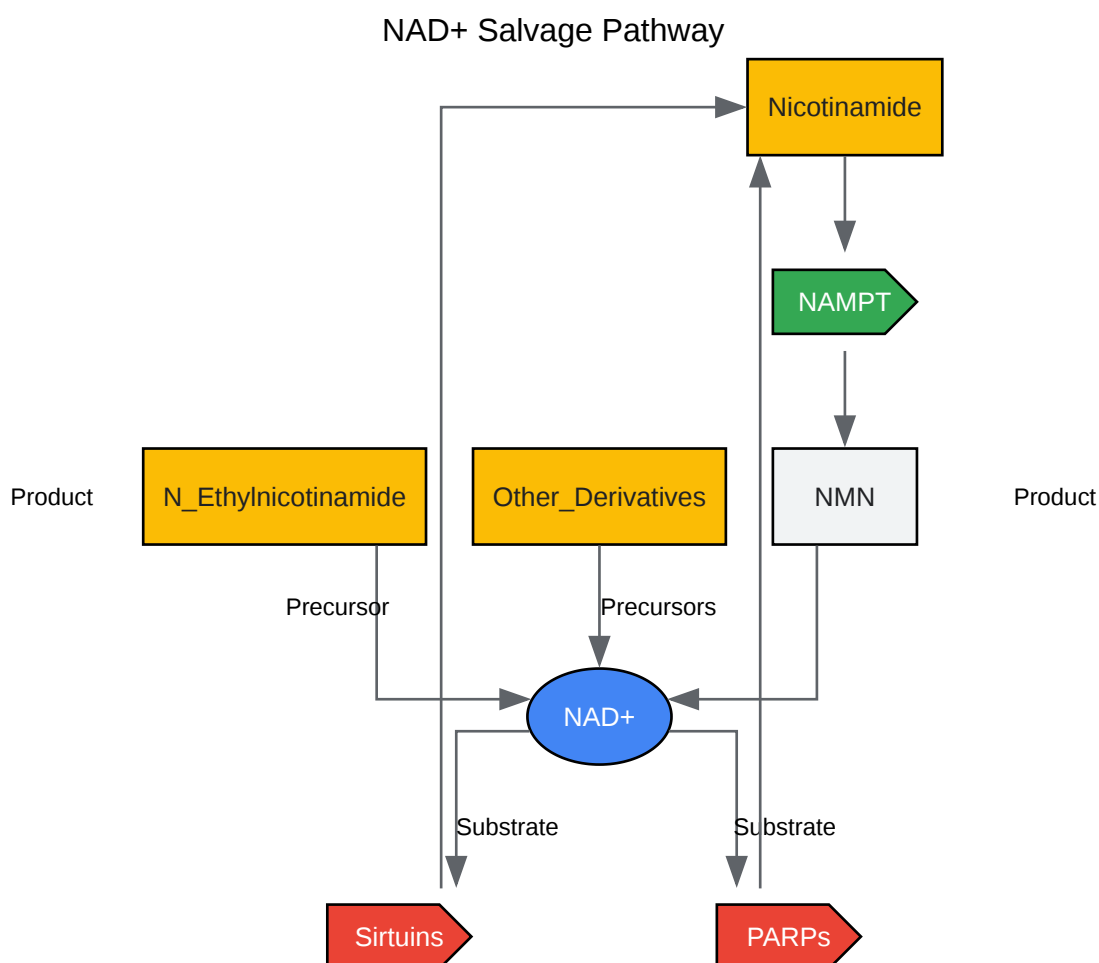 NAD+ Salvage Pathway
Nicotinamide
NAMPT
Product
N_Ethylnicotinamide
Other_Derivatives
NMN
Product
Precursor
Precursors
NAD+
Substrate
Substrate
Sirtuins
PARPs